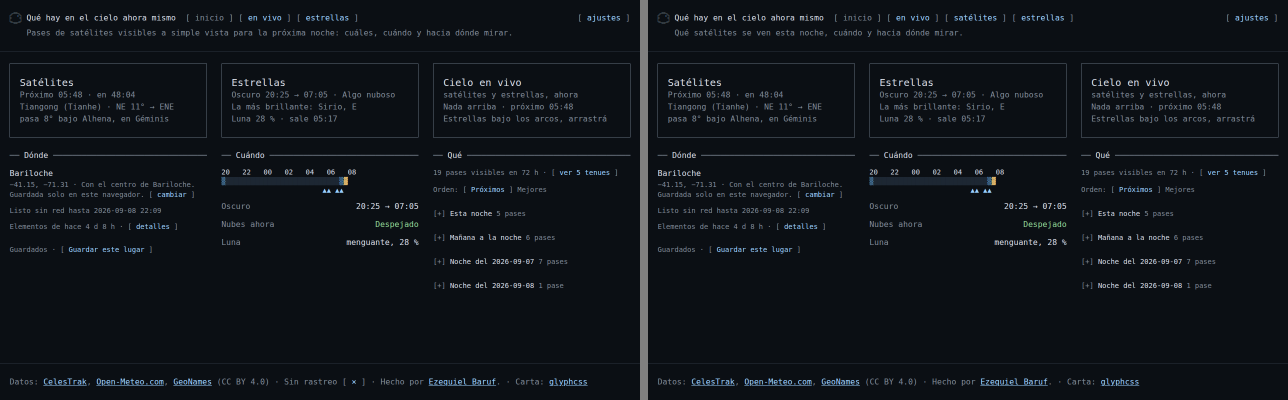 Qué hay en el cielo ahora mismo [ inicio ] [ en vivo ] [ estrellas ] [ ajustes ]
Pases de satélites visibles a simple vista para la próxima noche: cuáles, cuándo y hacia dónde mirar.
Satélites
Próximo 05:48 · en 48:04
Tiangong (Tianhe) · NE 11° → ENE
pasa 8° bajo Alhena, en Géminis
Estrellas
Oscuro 20:25 → 07:05 · Algo nuboso
La más brillante: Sirio, E
Luna 28 % · sale 05:17
Cielo en vivo
satélites y estrellas, ahora
Nada arriba · próximo 05:48
Estrellas bajo los arcos, arrastrá
Dónde
Bariloche
−41.15, −71.31 · Con el centro de Bariloche.
Guardada solo en este navegador. [ cambiar ]
Listo sin red hasta 2026-09-08 22:09
Elementos de hace 4 d 8 h · [ detalles ]
Guardados · [ Guardar este lugar ]
Cuándo
20 22 00 02 04 06 08
▲▲ ▲▲
Oscuro 20:25 → 07:05
Nubes ahora Despejado
Luna menguante, 28 %
Qué
19 pases visibles en 72 h · [ ver 5 tenues ]
Orden: [ Próximos ] Mejores
[+] Esta noche 5 pases
[+] Mañana a la noche 6 pases
[+] Noche del 2026-09-07 7 pases
[+] Noche del 2026-09-08 1 pase
Datos: CelesTrak, Open-Meteo.com, GeoNames (CC BY 4.0) · Sin rastreo [ × ] · Hecho por Ezequiel Baruf. · Carta: glyphcss
Qué hay en el cielo ahora mismo [ inicio ] [ en vivo ] [ satélites ] [ estrellas ] [ ajustes ]
Qué satélites se ven esta noche, cuándo y hacia dónde mirar.
Satélites
Próximo 05:48 · en 48:04
Tiangong (Tianhe) · NE 11° → ENE
pasa 8° bajo Alhena, en Géminis
Estrellas
Oscuro 20:25 → 07:05 · Algo nuboso
La más brillante: Sirio, E
Luna 28 % · sale 05:17
Cielo en vivo
satélites y estrellas, ahora
Nada arriba · próximo 05:48
Estrellas bajo los arcos, arrastrá
Dónde
Bariloche
−41.15, −71.31 · Con el centro de Bariloche.
Guardada solo en este navegador. [ cambiar ]
Listo sin red hasta 2026-09-08 22:09
Elementos de hace 4 d 8 h · [ detalles ]
Guardados · [ Guardar este lugar ]
Cuándo
20 22 00 02 04 06 08
▲▲ ▲▲
Oscuro 20:25 → 07:05
Nubes ahora Despejado
Luna menguante, 28 %
Qué
19 pases visibles en 72 h · [ ver 5 tenues ]
Orden: [ Próximos ] Mejores
[+] Esta noche 5 pases
[+] Mañana a la noche 6 pases
[+] Noche del 2026-09-07 7 pases
[+] Noche del 2026-09-08 1 pase
Datos: CelesTrak, Open-Meteo.com, GeoNames (CC BY 4.0) · Hecho por Ezequiel Baruf. · Carta: glyphcss